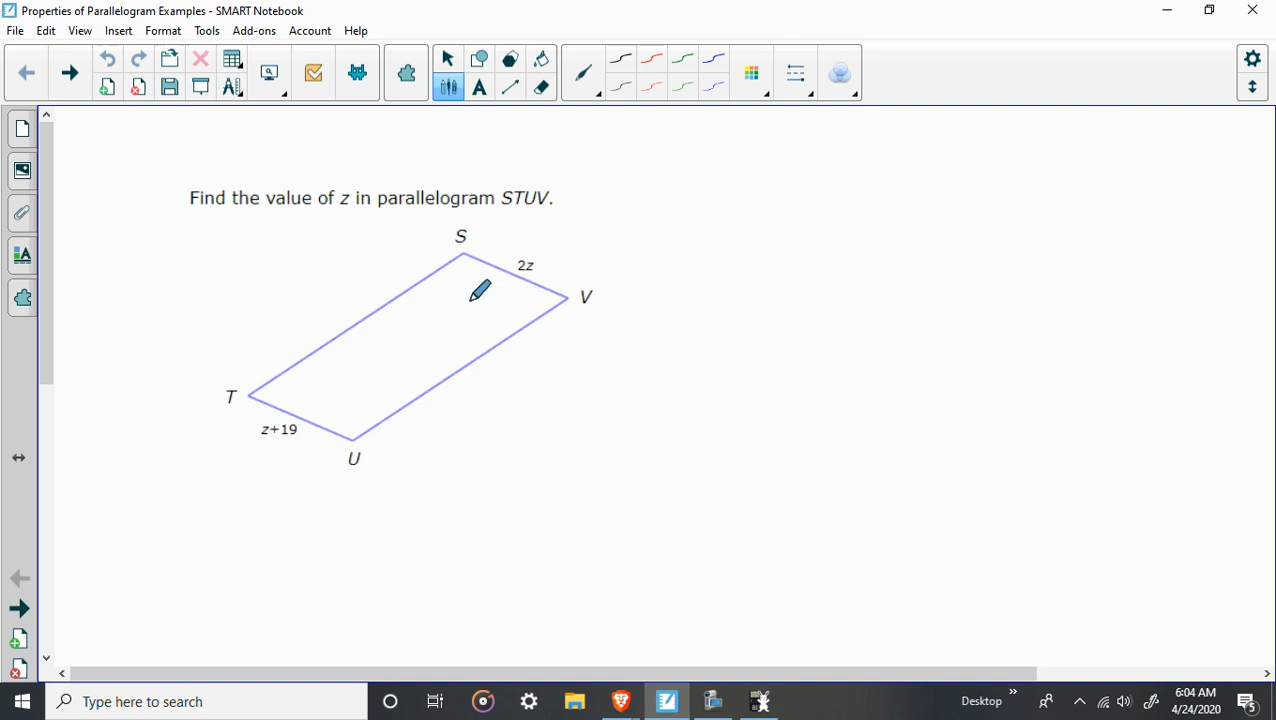 Properties of Parallelogram Examples - SMART Notebook
File Edit View Insert Format Tools Add-ons Account Help
A
Find the value of z in parallelogram STUV.
S
2z
V
T
z+19
U
Type here to search
Desktop
6:04 AM
4/24/2020
5